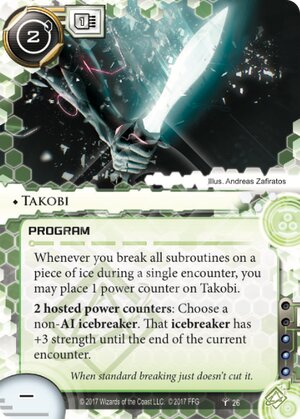 2
1
Illus. Andreas Zafiratos
◆ TAKOBI
PROGRAM
Whenever you break all subroutines on a
piece of ice during a single encounter, you
may place 1 power counter on Takobi.
2 hosted power counters: Choose a
non-AI icebreaker. That icebreaker has
+3 strength until the end of the current
encounter.
When standard breaking just doesn't cut it.
–
© 2017 Wizards of the Coast LLC. © 2017 FFG
26